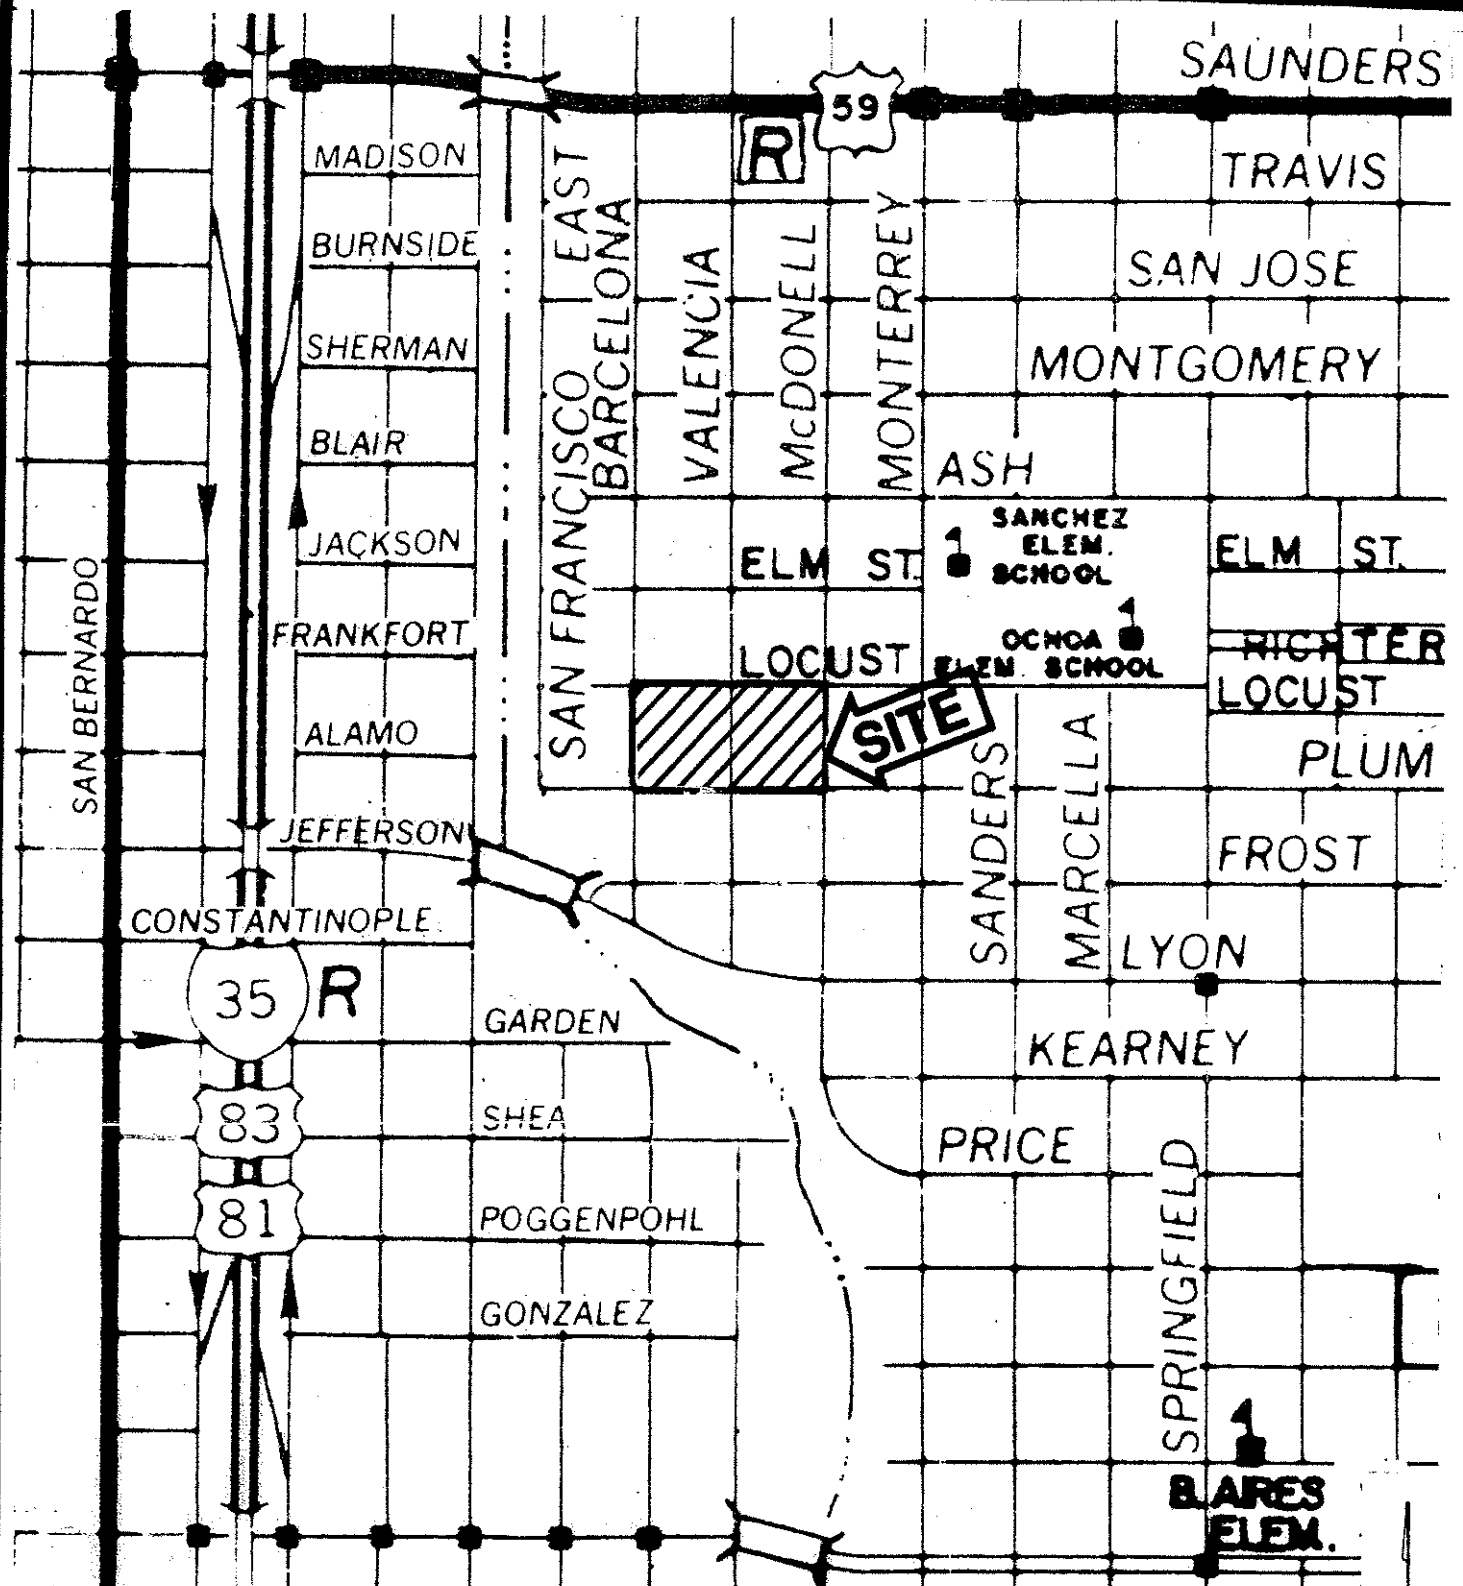 SAUNDERS
59
R
MADISON
TRAVIS
BURNSIDE
SAN JOSE
SHERMAN
MONTGOMERY
SAN FRANCISCO EAST
BARCELONA
VALENCIA
McDONELL
MONTERREY
BLAIR
ASH
SANCHEZ
ELEM.
SCHOOL
JACKSON
ELM ST.
ELM ST.
SAN BERNARDO
FRANKFORT
LOCUST
OCHOA
ELEM. SCHOOL
RICHTER
LOCUST
SITE
ALAMO
PLUM
SANDERS
MARCELLA
JEFFERSON
FROST
CONSTANTINOPLE
LYON
35
R
GARDEN
KEARNEY
83
SHEA
PRICE
81
POGGENPOHL
SPRINGFIELD
GONZALEZ
B. AIRES
ELEM.